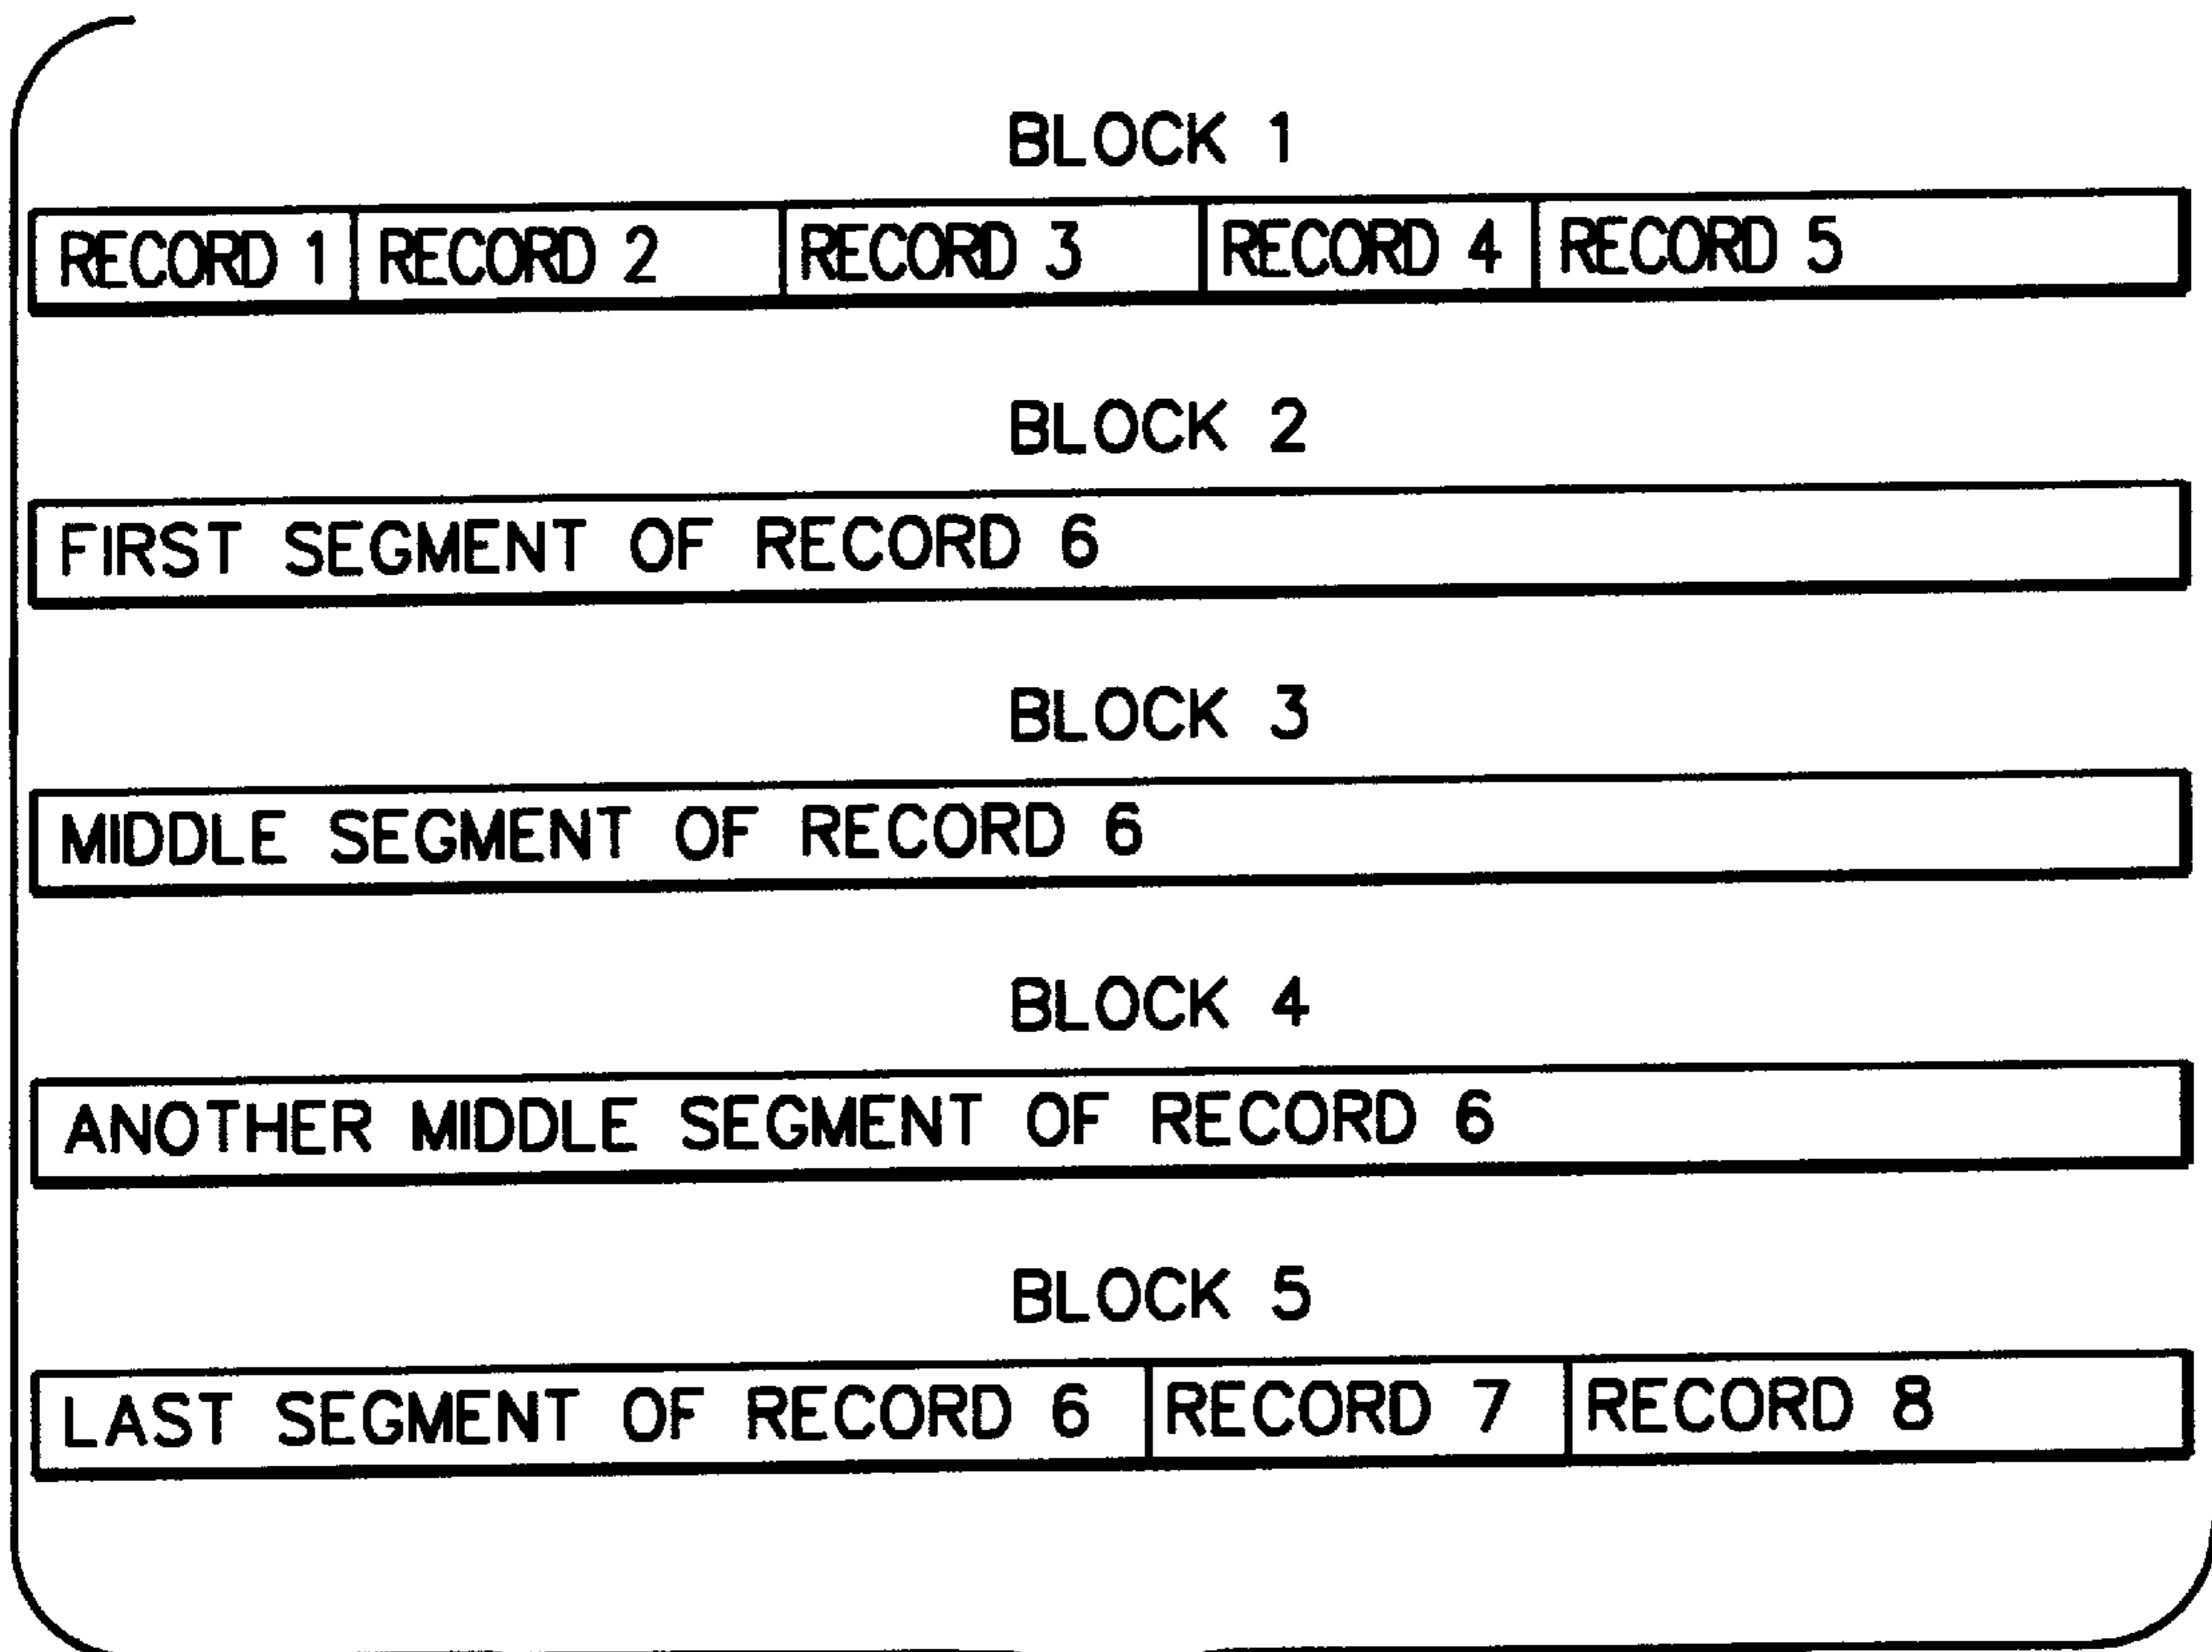 BLOCK 1
RECORD 1 RECORD 2 RECORD 3 RECORD 4 RECORD 5
BLOCK 2
FIRST SEGMENT OF RECORD 6
BLOCK 3
MIDDLE SEGMENT OF RECORD 6
BLOCK 4
ANOTHER MIDDLE SEGMENT OF RECORD 6
BLOCK 5
LAST SEGMENT OF RECORD 6 RECORD 7 RECORD 8